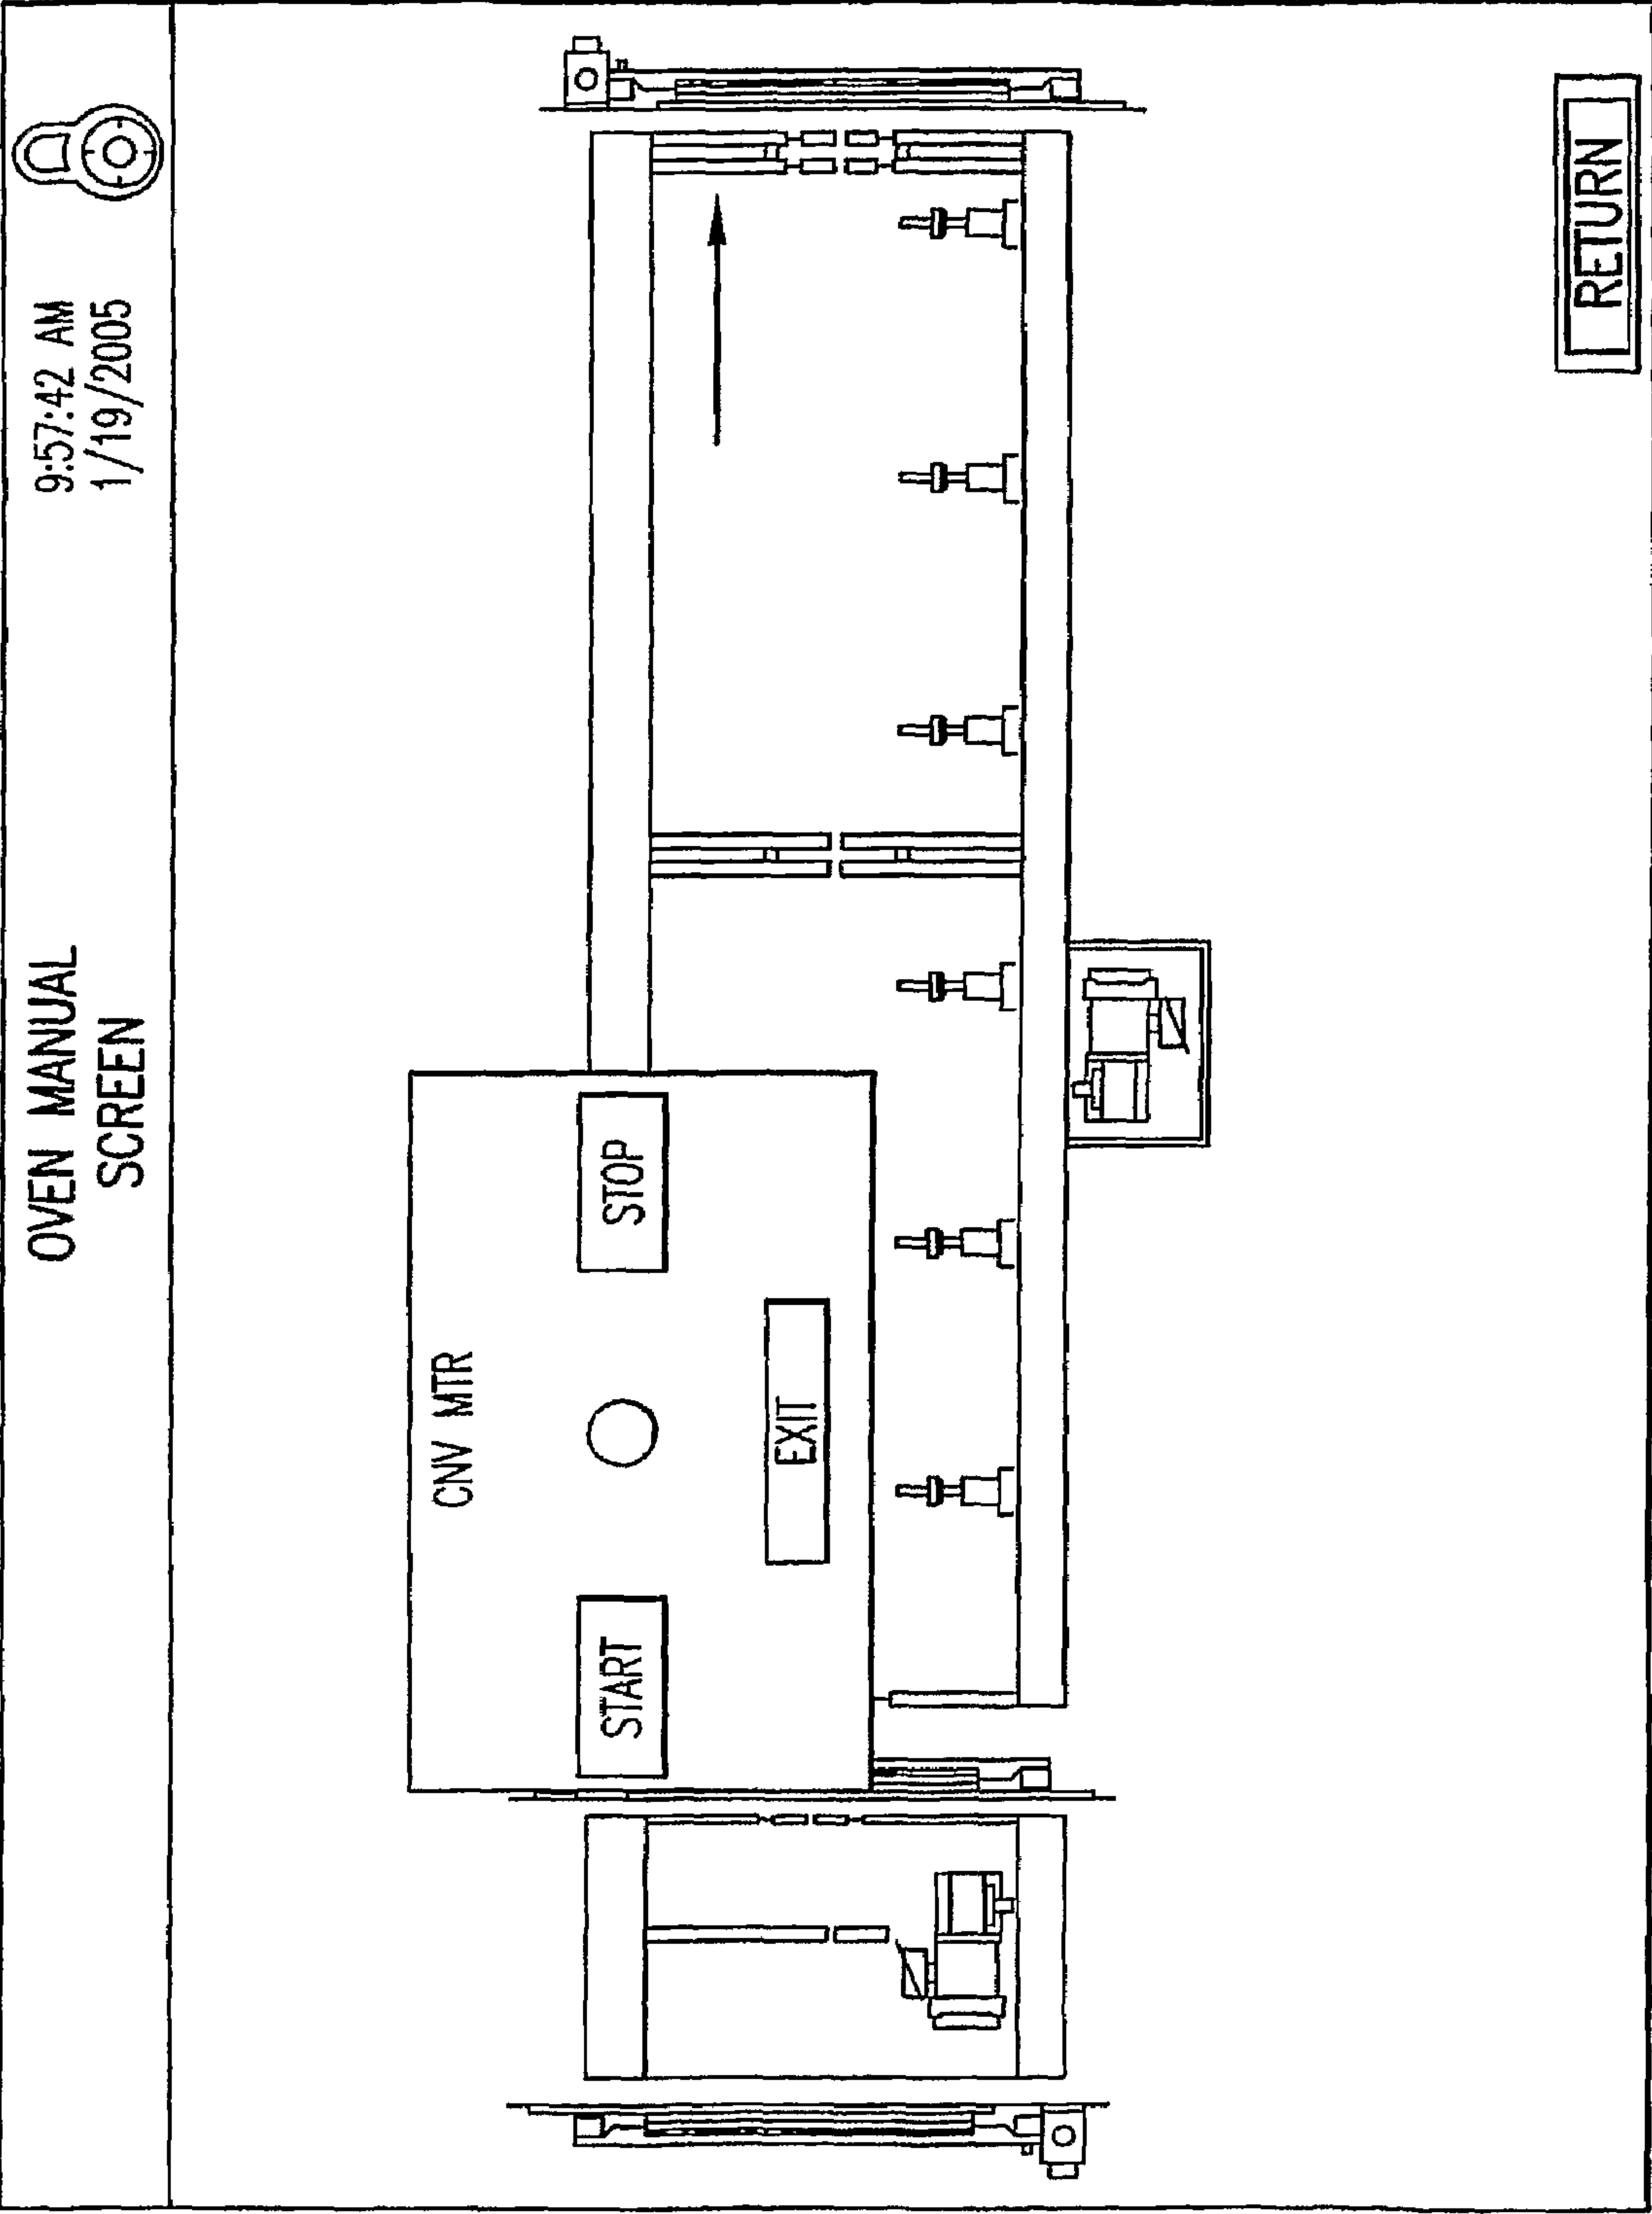 OVEN MANUAL
SCREEN
9:57:42 AM
1/19/2005
CNV MTR
START
STOP
EXIT
RETURN